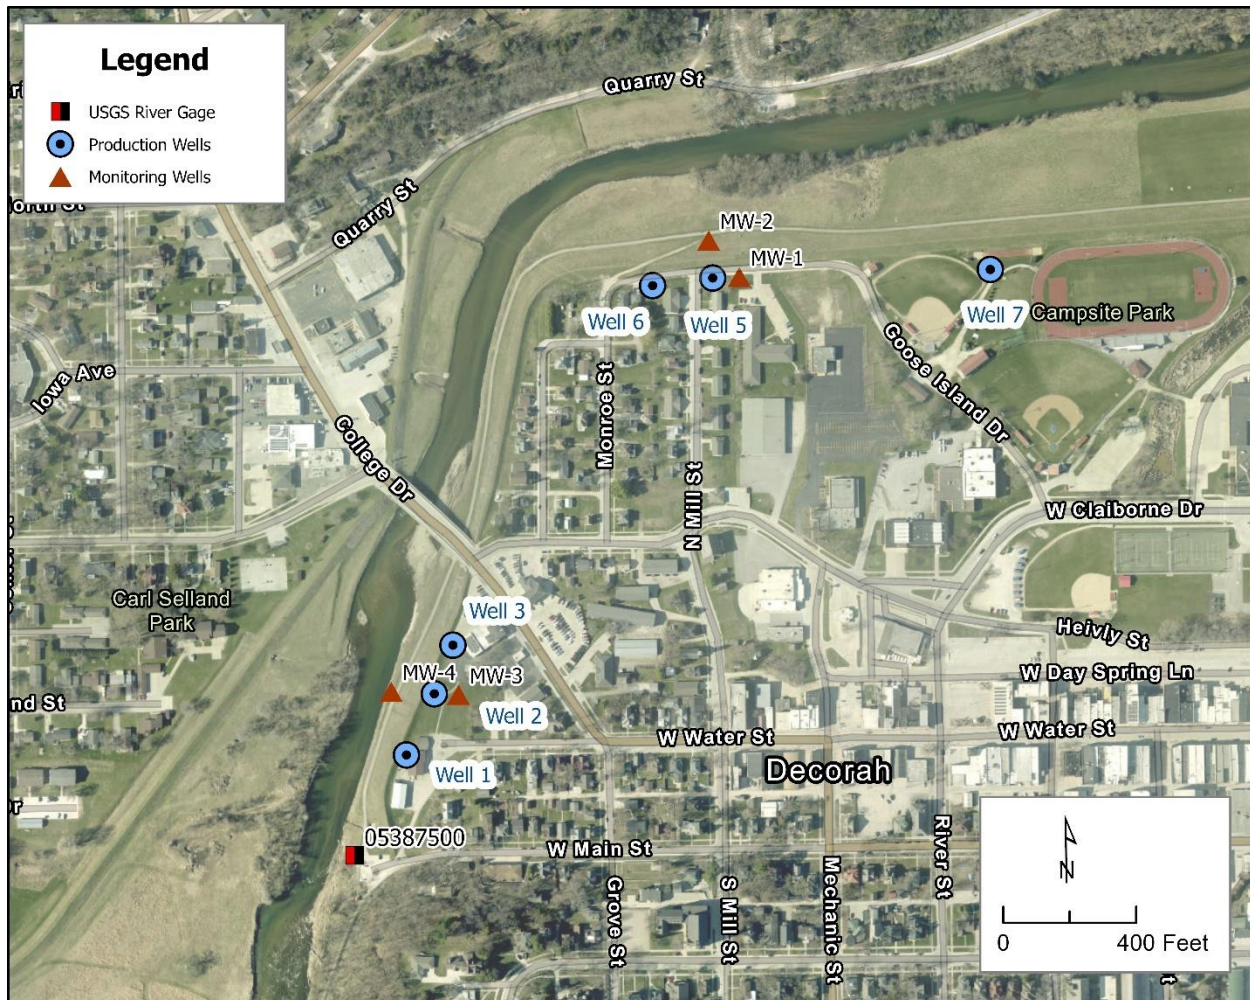 Legend
USGS River Gage
Production Wells
Monitoring Wells
Quarry St
Quarry St
MW-2
MW-1
Well 6
Well 5
Well 7
Campsite Park
Iowa Ave
Monroe St
Goose Island Dr
College Dr
N Mill St
W Claiborne Dr
Carl Selland
Park
Well 3
Heivly St
MW-4
MW-3
W Day Spring Ln
nd St
Well 2
W Water St
W Water St
Well 1
Decorah
05387500
W Main St
River St
Grove St
S Mill St
Mechanic St
N
0
400 Feet